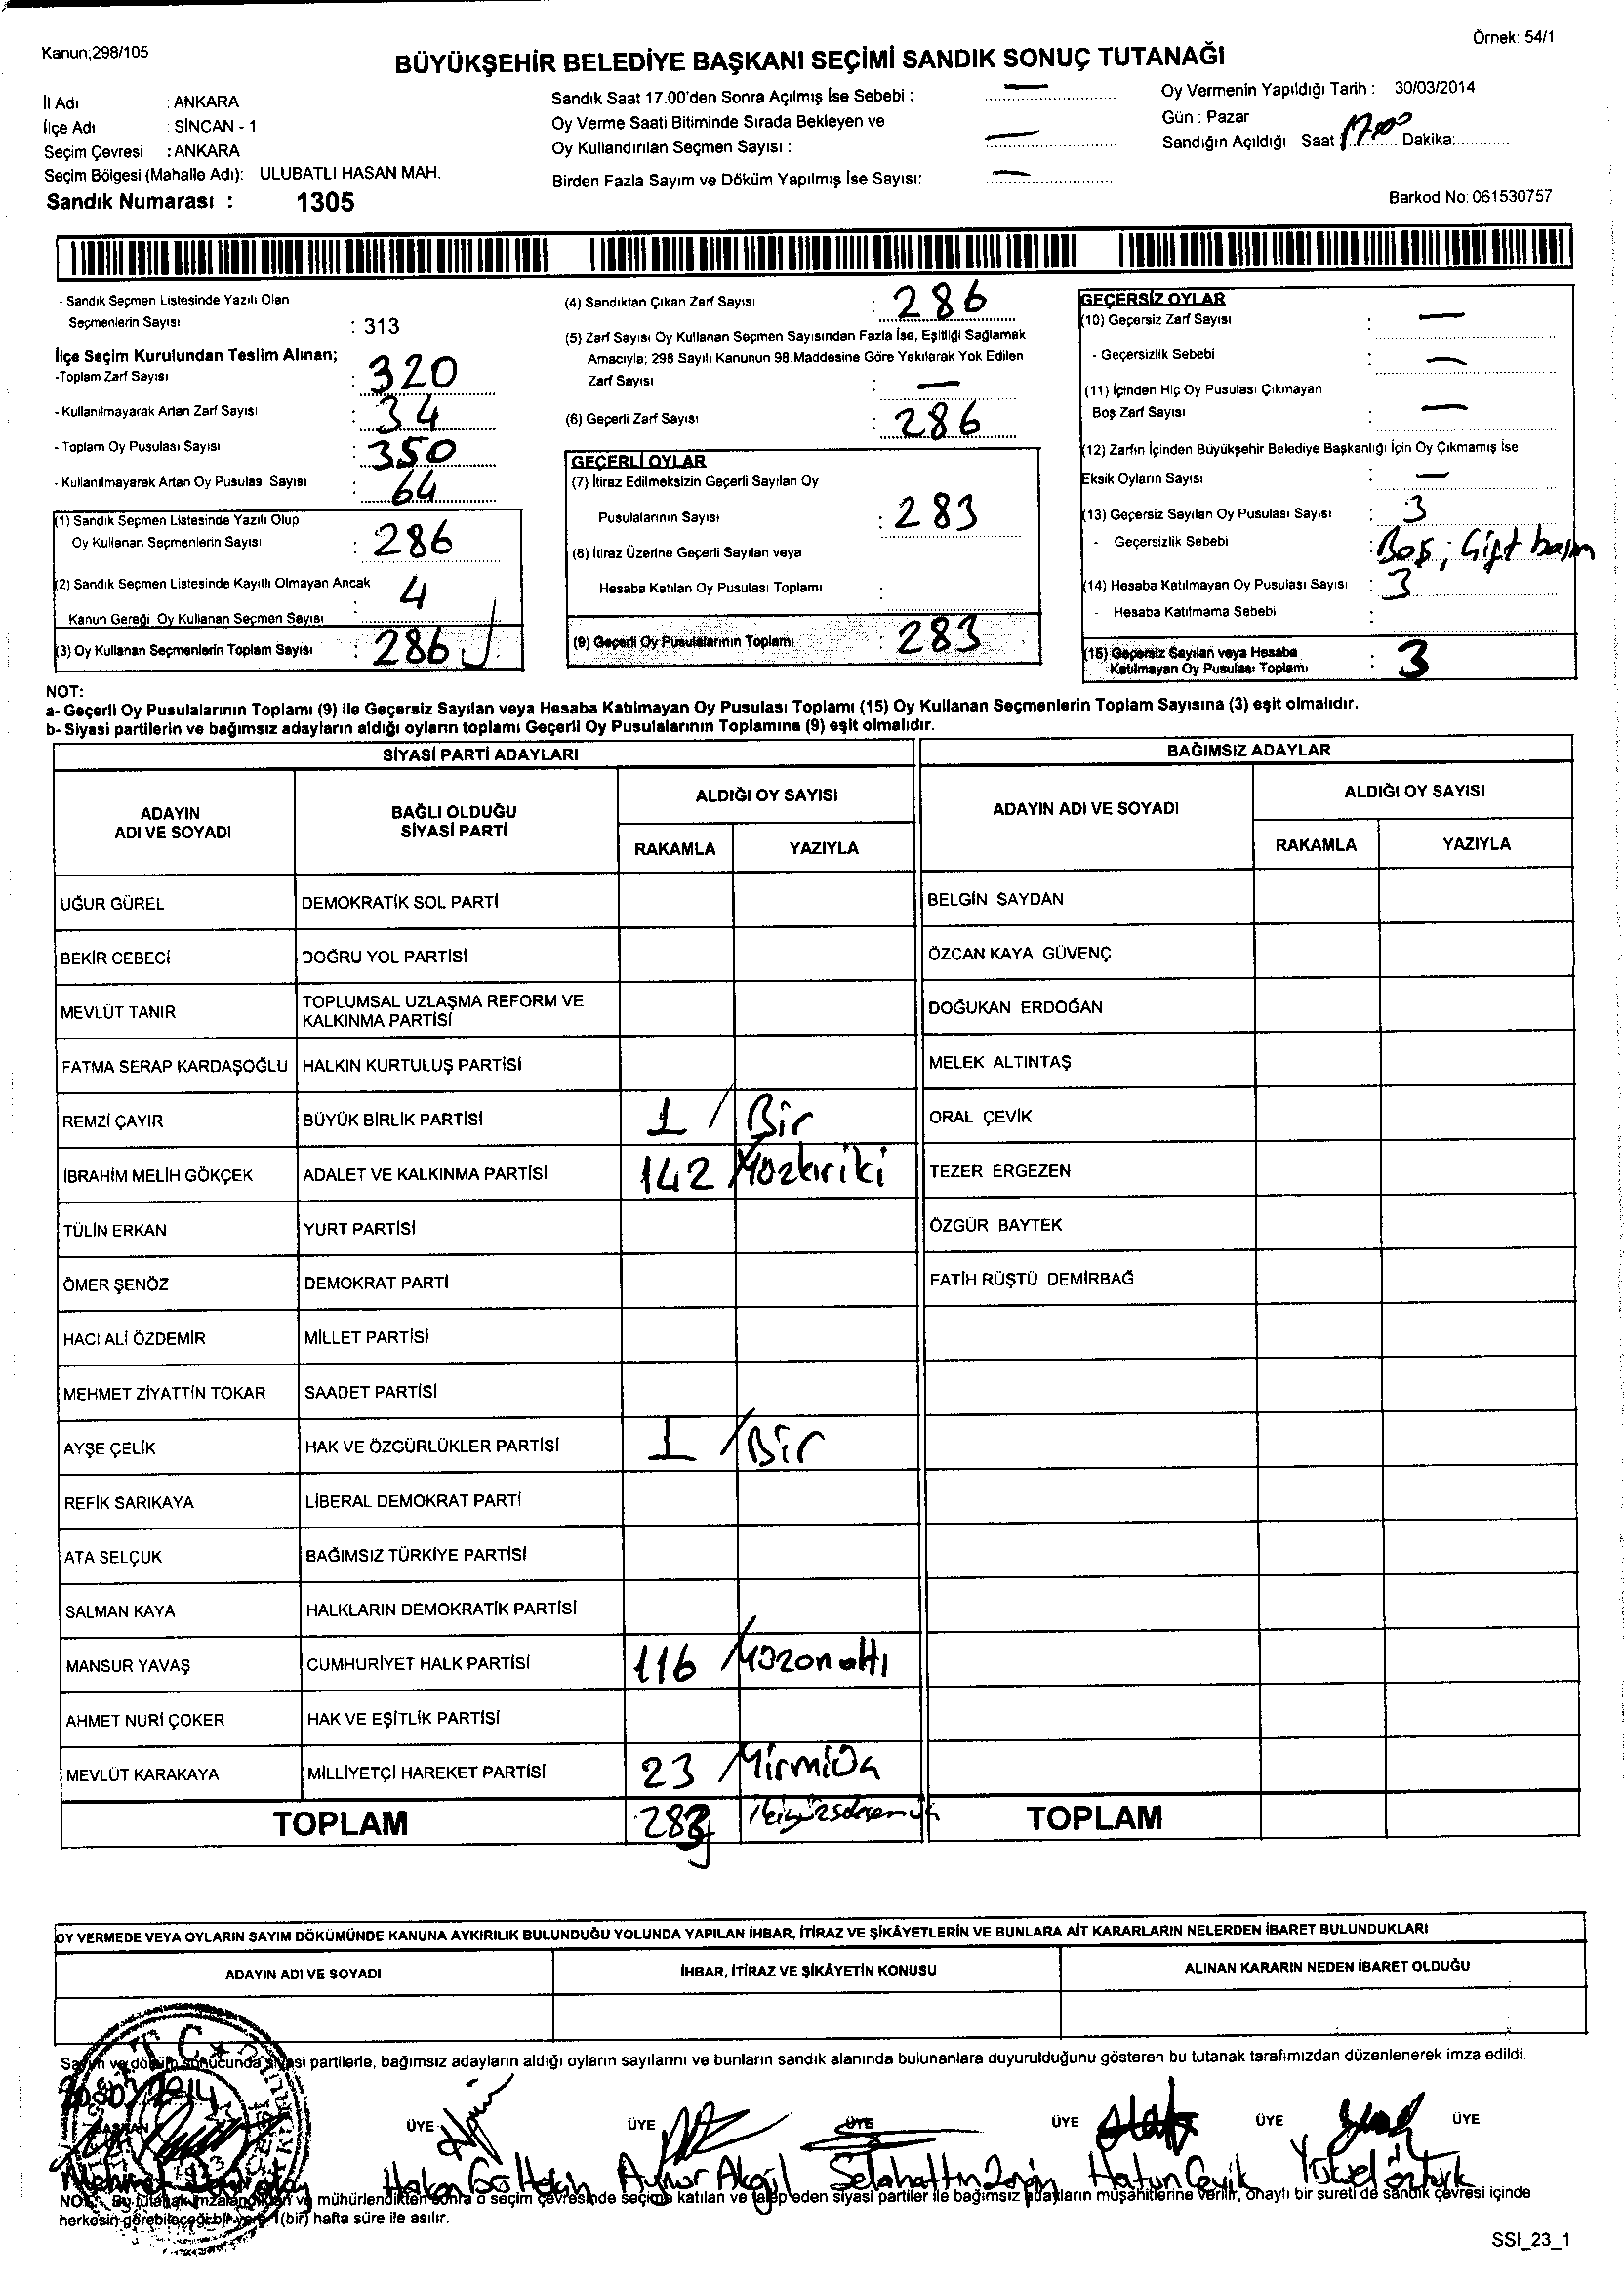 Kanun;298/105
Örnek: 54/1
BÜYÜKŞEHİR BELEDİYE BAŞKANI SEÇİMİ SANDIK SONUÇ TUTANAĞI
İl Adı : ANKARA
İlçe Adı : SİNCAN - 1
Seçim Çevresi : ANKARA
Seçim Bölgesi (Mahalle Adı): ULUBATLI HASAN MAH.
Sandık Numarası : 1305
Sandık Saat 17.00'den Sonra Açılmış İse Sebebi : —
Oy Verme Saati Bitiminde Sırada Bekleyen ve
Oy Kullandırılan Seçmen Sayısı : —
Birden Fazla Sayım ve Döküm Yapılmış İse Sayısı: —
Oy Vermenin Yapıldığı Tarih : 30/03/2014
Gün : Pazar
Sandığın Açıldığı Saat 17.00 Dakika:
Barkod No: 061530757
- Sandık Seçmen Listesinde Yazılı Olan
Seçmenlerin Sayısı : 313
İlçe Seçim Kurulundan Teslim Alınan;
-Toplam Zarf Sayısı : 320
- Kullanılmayarak Artan Zarf Sayısı : 34
- Toplam Oy Pusulası Sayısı : 350
- Kullanılmayarak Artan Oy Pusulası Sayısı : 64
(1) Sandık Seçmen Listesinde Yazılı Olup
Oy Kullanan Seçmenlerin Sayısı : 286
(2) Sandık Seçmen Listesinde Kayıtlı Olmayan Ancak
Kanun Gereği Oy Kullanan Seçmen Sayısı : 4
(3) Oy Kullanan Seçmenlerin Toplam Sayısı : 286
(4) Sandıktan Çıkan Zarf Sayısı : 286
(5) Zarf Sayısı Oy Kullanan Seçmen Sayısından Fazla İse, Eşitliği Sağlamak
Amacıyla; 298 Sayılı Kanunun 98.Maddesine Göre Yakılarak Yok Edilen
Zarf Sayısı : —
(6) Geçerli Zarf Sayısı : 286
GEÇERLİ OYLAR
(7) İtiraz Edilmeksizin Geçerli Sayılan Oy
Pusulalarının Sayısı : 283
(8) İtiraz Üzerine Geçerli Sayılan veya
Hesaba Katılan Oy Pusulası Toplamı :
(9) Geçerli Oy Pusulalarının Toplamı : 283
GEÇERSİZ OYLAR
(10) Geçersiz Zarf Sayısı : —
- Geçersizlik Sebebi : —
(11) İçinden Hiç Oy Pusulası Çıkmayan
Boş Zarf Sayısı : —
(12) Zarfın İçinden Büyükşehir Belediye Başkanlığı İçin Oy Çıkmamış İse
Eksik Oyların Sayısı : —
(13) Geçersiz Sayılan Oy Pusulası Sayısı : 3
- Geçersizlik Sebebi : Boş, Çift basım
(14) Hesaba Katılmayan Oy Pusulası Sayısı : 3
- Hesaba Katılmama Sebebi :
(15) Geçersiz Sayılan veya Hesaba
Katılmayan Oy Pusulası Toplamı : 3
NOT:
a- Geçerli Oy Pusulalarının Toplamı (9) ile Geçersiz Sayılan veya Hesaba Katılmayan Oy Pusulası Toplamı (15) Oy Kullanan Seçmenlerin Toplam Sayısına (3) eşit olmalıdır.
b- Siyasi partilerin ve bağımsız adayların aldığı oyların toplamı Geçerli Oy Pusulalarının Toplamına (9) eşit olmalıdır.
SİYASİ PARTİ ADAYLARI
BAĞIMSIZ ADAYLAR
ADAYIN ADI VE SOYADI
BAĞLI OLDUĞU SİYASİ PARTİ
ALDIĞI OY SAYISI
RAKAMLA YAZIYLA
ADAYIN ADI VE SOYADI
ALDIĞI OY SAYISI
RAKAMLA YAZIYLA
UĞUR GÜREL DEMOKRATİK SOL PARTİ BELGİN SAYDAN
BEKİR CEBECİ DOĞRU YOL PARTİSİ ÖZCAN KAYA GÜVENÇ
MEVLÜT TANIR TOPLUMSAL UZLAŞMA REFORM VE KALKINMA PARTİSİ DOĞUKAN ERDOĞAN
FATMA SERAP KARDAŞOĞLU HALKIN KURTULUŞ PARTİSİ MELEK ALTINTAŞ
REMZİ ÇAYIR BÜYÜK BİRLİK PARTİSİ 1 / Bir ORAL ÇEVİK
İBRAHİM MELİH GÖKÇEK ADALET VE KALKINMA PARTİSİ 142 / Yüzkırkiki TEZER ERGEZEN
TÜLİN ERKAN YURT PARTİSİ ÖZGÜR BAYTEK
ÖMER ŞENÖZ DEMOKRAT PARTİ FATİH RÜŞTÜ DEMİRBAĞ
HACI ALİ ÖZDEMİR MİLLET PARTİSİ
MEHMET ZİYATTİN TOKAR SAADET PARTİSİ
AYŞE ÇELİK HAK VE ÖZGÜRLÜKLER PARTİSİ 1 / Bir
REFİK SARIKAYA LİBERAL DEMOKRAT PARTİ
ATA SELÇUK BAĞIMSIZ TÜRKİYE PARTİSİ
SALMAN KAYA HALKLARIN DEMOKRATİK PARTİSİ
MANSUR YAVAŞ CUMHURİYET HALK PARTİSİ 116 / Yüzonaltı
AHMET NURİ ÇOKER HAK VE EŞİTLİK PARTİSİ
MEVLÜT KARAKAYA MİLLİYETÇİ HAREKET PARTİSİ 23 / Yirmiüç
TOPLAM 283 TOPLAM
OY VERMEDE VEYA OYLARIN SAYIM DÖKÜMÜNDE KANUNA AYKIRILIK BULUNDUĞU YOLUNDA YAPILAN İHBAR, İTİRAZ VE ŞİKÂYETLERİN VE BUNLARA AİT KARARLARIN NELERDEN İBARET BULUNDUKLARI
ADAYIN ADI VE SOYADI İHBAR, İTİRAZ VE ŞİKÂYETİN KONUSU ALINAN KARARIN NEDEN İBARET OLDUĞU
Sayım ve döküm sonucunda siyasi partilerle, bağımsız adayların aldığı oyların sayılarını ve bunların sandık alanında bulunanlara duyurulduğunu gösteren bu tutanak tarafımızdan düzenlenerek imza edildi.
BAŞKAN ÜYE ÜYE ÜYE ÜYE ÜYE ÜYE
Hakan Aynur Akgül Selahattin Hatun Çevik Yüksel Öztürk
NOT: Bu tutanak imzalandıktan ve mühürlendikten sonra o seçim çevresinde seçime katılan ve talep eden siyasi partiler ile bağımsız adayların müşahitlerine verilir, onaylı bir sureti de sandık çevresi içinde
herkesin görebileceği bir yere 1(bir) hafta süre ile asılır.
SSI_23_1